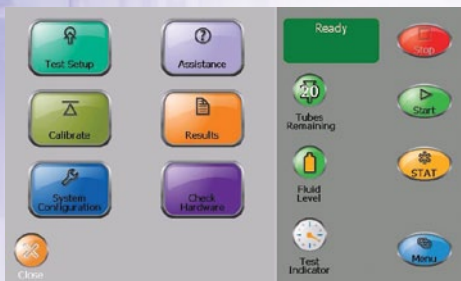 Test Setup
Assistance
Calibrate
Results
System
Configuration
Check
Hardware
Close
Ready
20
Tubes
Remaining
Fluid
Level
Test
Indicator
Stop
Start
STAT
Menu